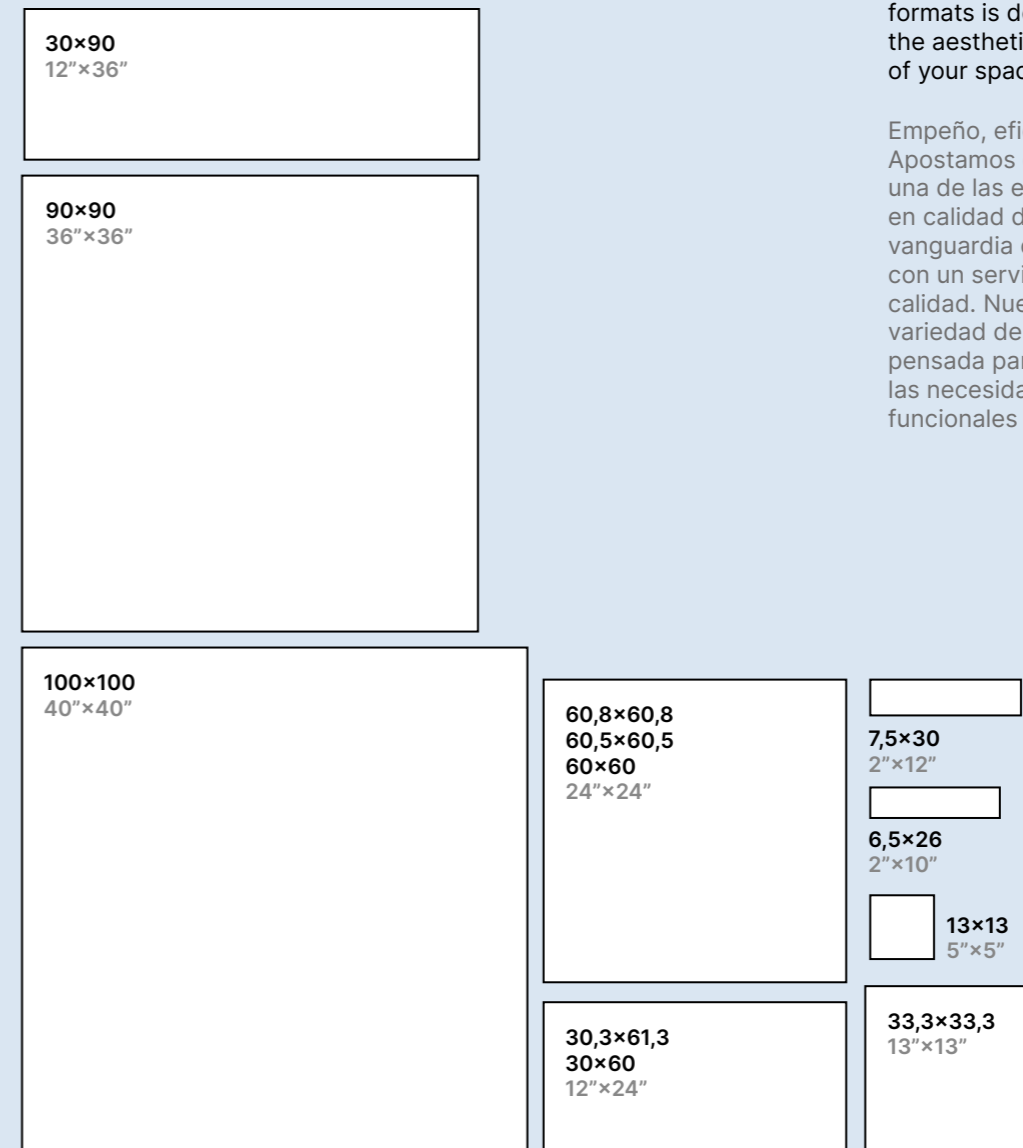 30×90
12”×36”
90×90
36”×36”
100×100
40”×40”
60,8×60,8
60,5×60,5
60×60
24”×24”
30,3×61,3
30×60
12”×24”
formats is
the
of your
Empeño,
Apostamos
una de las
en calidad
vanguardia
con un
calidad.
variedad de
pensada
las
funcionales
7,5×30
2”×12”
6,5×26
2”×10”
13×13
5”×5”
33,3×33,3
13”×13”